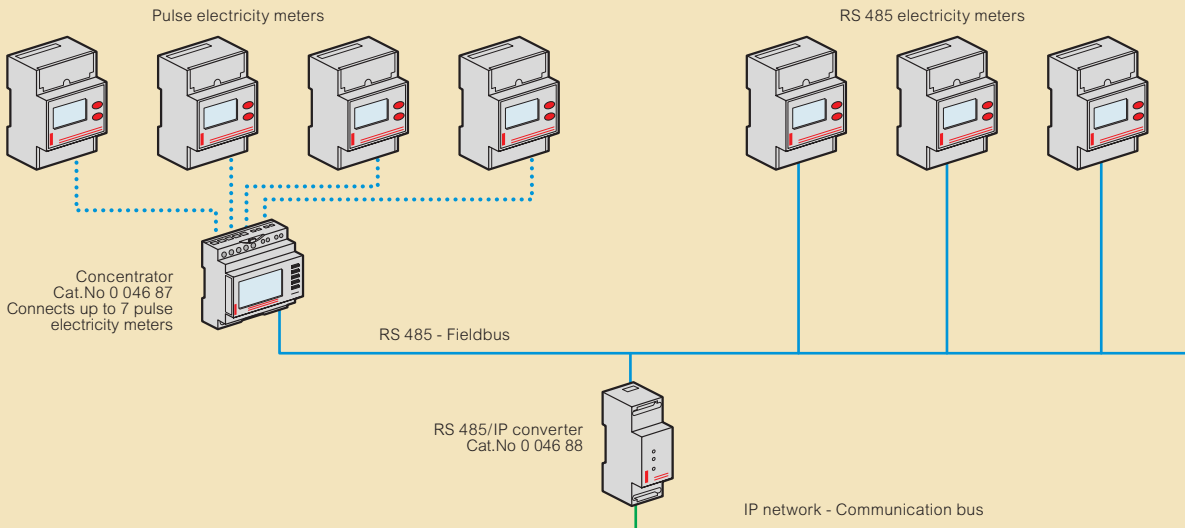 Pulse electricity meters
RS 485 electricity meters
Concentrator
Cat.No 0 046 87
Connects up to 7 pulse
electricity meters
RS 485 - Fieldbus
RS 485/IP converter
Cat.No 0 046 88
IP network - Communication bus